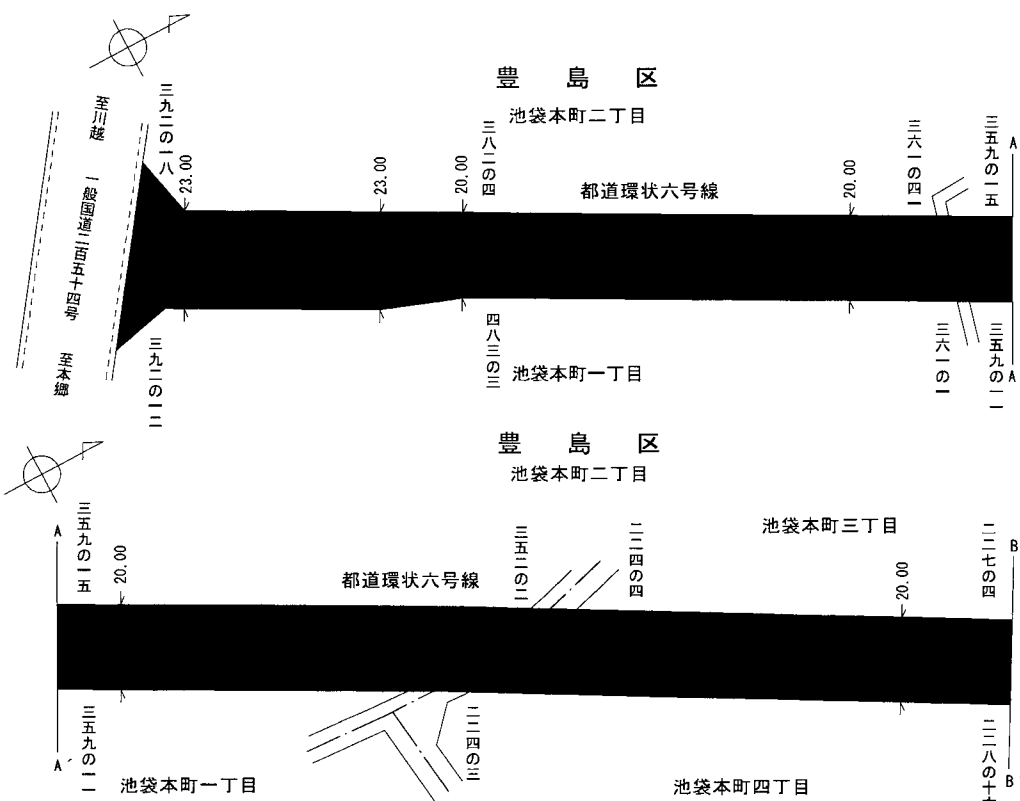 豊島区
池袋本町二丁目
至川越
一般国道二百五十四号
至本郷
三九二の一八
23.00
23.00
20.00
三八二の四
都道環状六号線
20.00
三六一の四一
三五九の一五
A
三九二の一二
四八三の三
池袋本町一丁目
三六一の一
三五九の一一
A
豊島区
池袋本町二丁目
A
三五九の一五
20.00
都道環状六号線
三五二の二
二二四の四
池袋本町三丁目
20.00
二二七の四
B
A'
三五九の一一
池袋本町一丁目
二二四の三
池袋本町四丁目
B